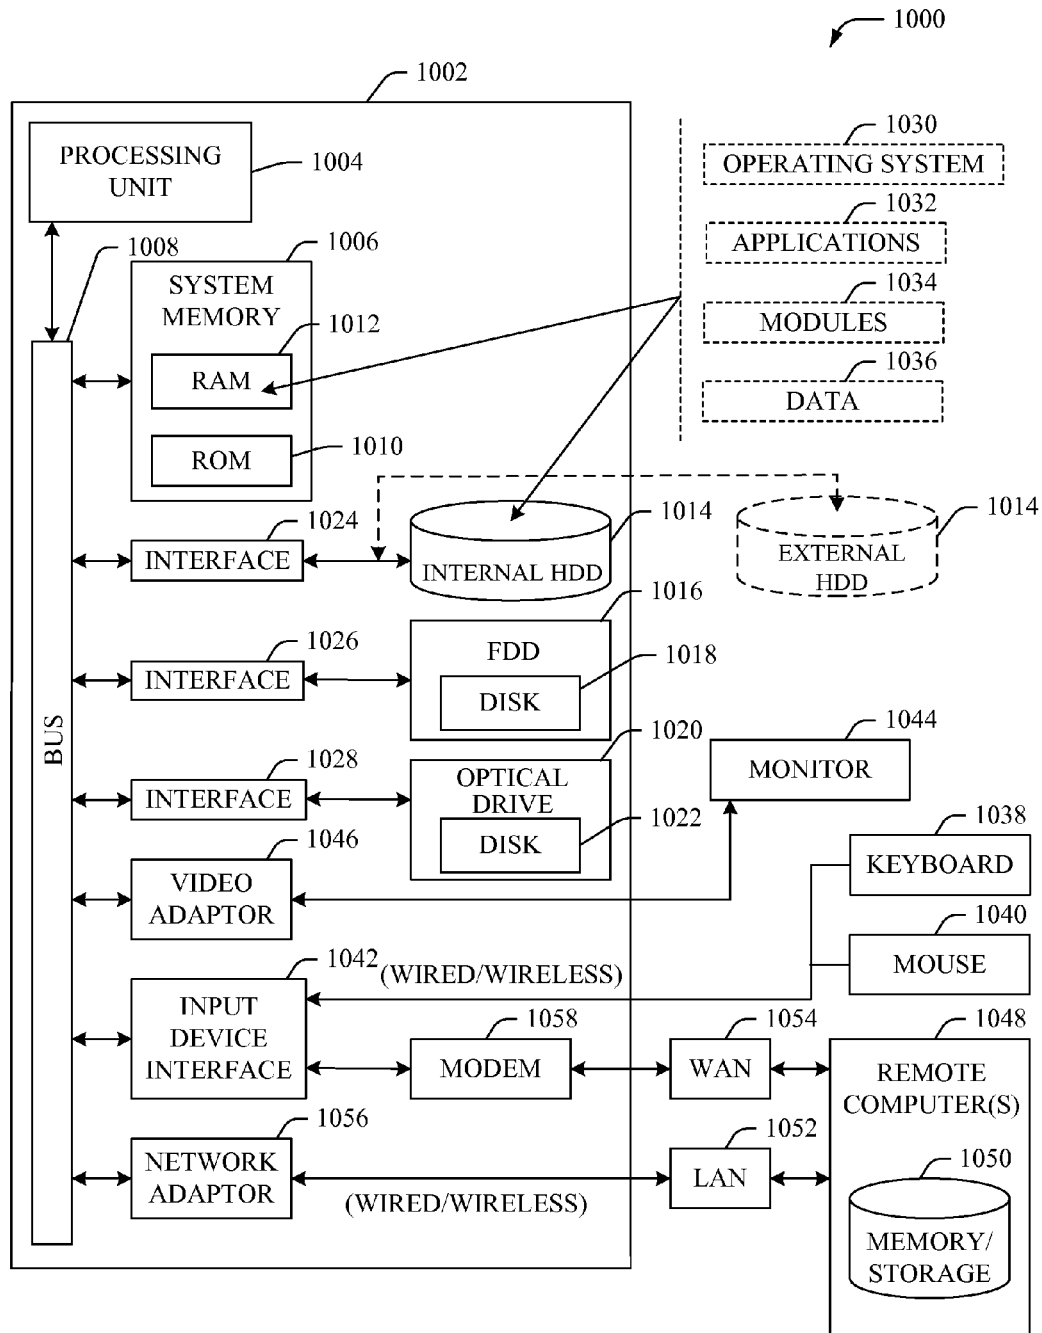 1000
1002
PROCESSING
UNIT
1004
1030
OPERATING SYSTEM
1032
APPLICATIONS
1034
MODULES
1036
DATA
1008
1006
SYSTEM
MEMORY
1012
RAM
1010
ROM
BUS
1024
INTERFACE
1014
INTERNAL HDD
1014
EXTERNAL
HDD
1026
INTERFACE
1016
FDD
1018
DISK
1028
INTERFACE
1020
OPTICAL
DRIVE
1022
DISK
1044
MONITOR
1046
VIDEO
ADAPTOR
1038
KEYBOARD
1040
MOUSE
1042
(WIRED/WIRELESS)
INPUT
DEVICE
INTERFACE
1058
MODEM
1054
WAN
1048
REMOTE
COMPUTER(S)
1056
NETWORK
ADAPTOR
(WIRED/WIRELESS)
1052
LAN
1050
MEMORY/
STORAGE